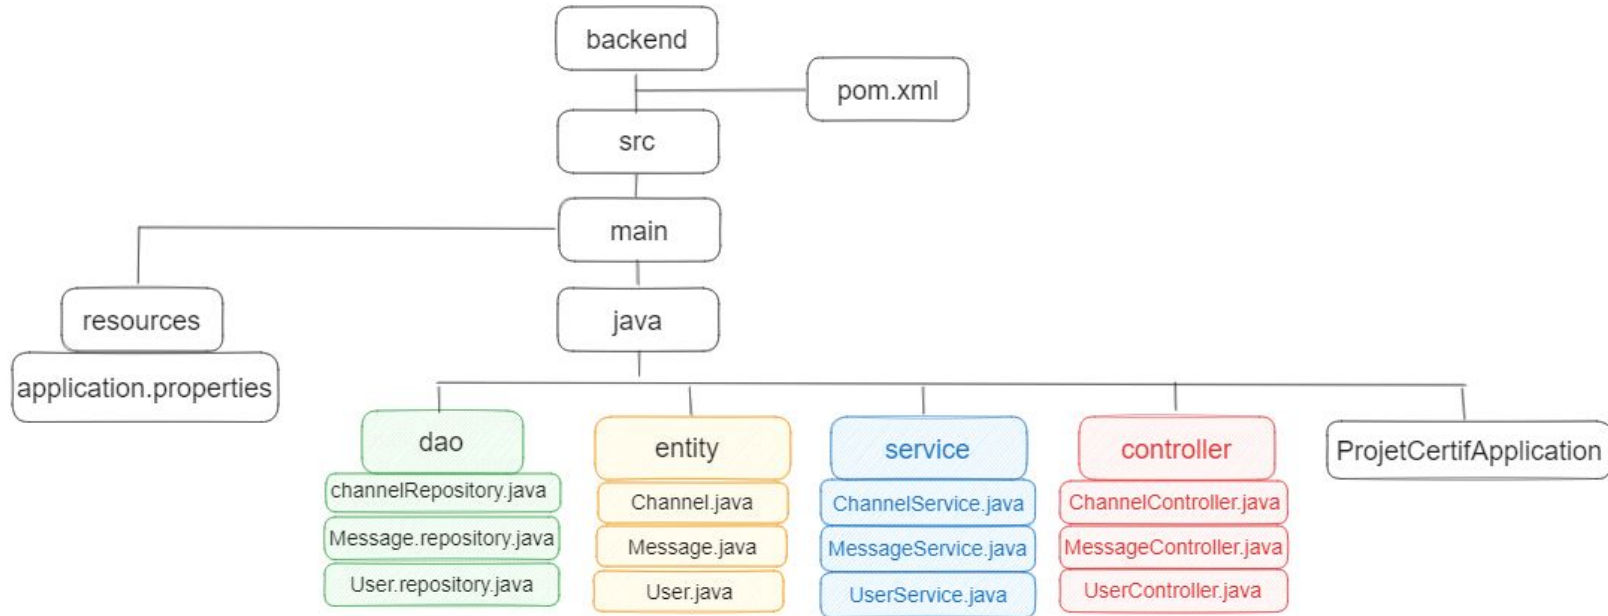 backend
pom.xml
src
main
resources
java
application.properties
dao
entity
service
controller
ProjetCertifApplication
channelRepository.java
Channel.java
ChannelService.java
ChannelController.java
Message.repository.java
Message.java
MessageService.java
MessageController.java
User.repository.java
User.java
UserService.java
UserController.java